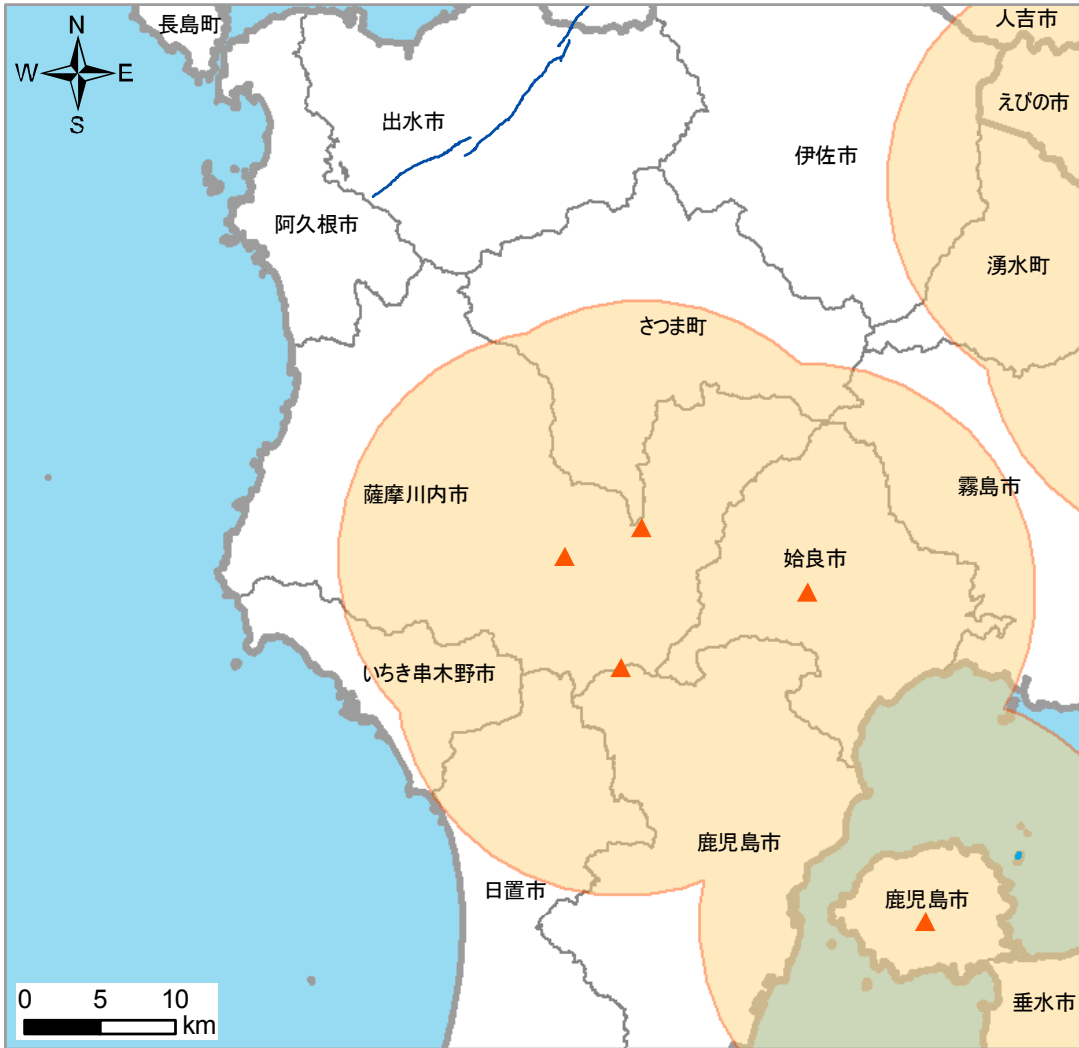 長島町
人吉市
N
W
E
S
えびの市
出水市
伊佐市
阿久根市
湧水町
さつま町
薩摩川内市
霧島市
姶良市
いちき串木野市
鹿児島市
日置市
鹿児島市
0 5 10
km
垂水市